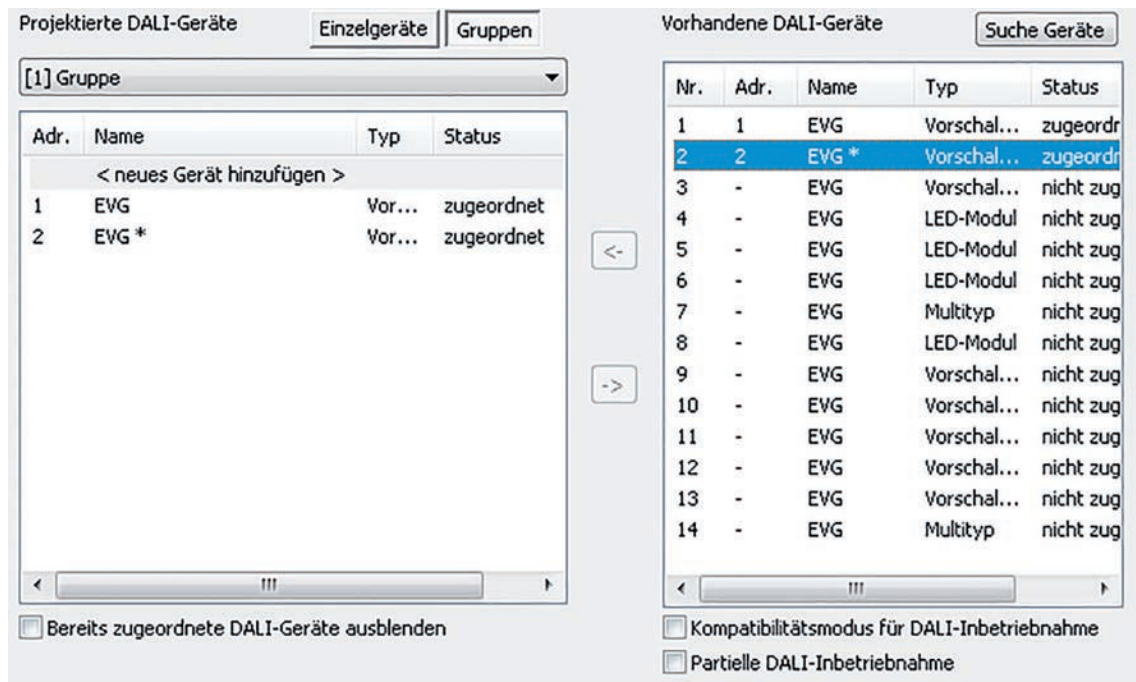 Projektierte DALI-Geräte
Einzelgeräte
Gruppen
[1] Gruppe
Adr. Name Typ Status
< neues Gerät hinzufügen >
1 EVG Vor... zugeordnet
2 EVG * Vor... zugeordnet
Bereits zugeordnete DALI-Geräte ausblenden
<-
->
Vorhandene DALI-Geräte
Suche Geräte
Nr. Adr. Name Typ Status
1 1 EVG Vorschal... zugeordr
2 2 EVG * Vorschal... zugeordr
3 - EVG Vorschal... nicht zug
4 - EVG LED-Modul nicht zug
5 - EVG LED-Modul nicht zug
6 - EVG LED-Modul nicht zug
7 - EVG Multityp nicht zug
8 - EVG LED-Modul nicht zug
9 - EVG Vorschal... nicht zug
10 - EVG Vorschal... nicht zug
11 - EVG Vorschal... nicht zug
12 - EVG Vorschal... nicht zug
13 - EVG Vorschal... nicht zug
14 - EVG Multityp nicht zug
Kompatibilitätsmodus für DALI-Inbetriebnahme
Partielle DALI-Inbetriebnahme